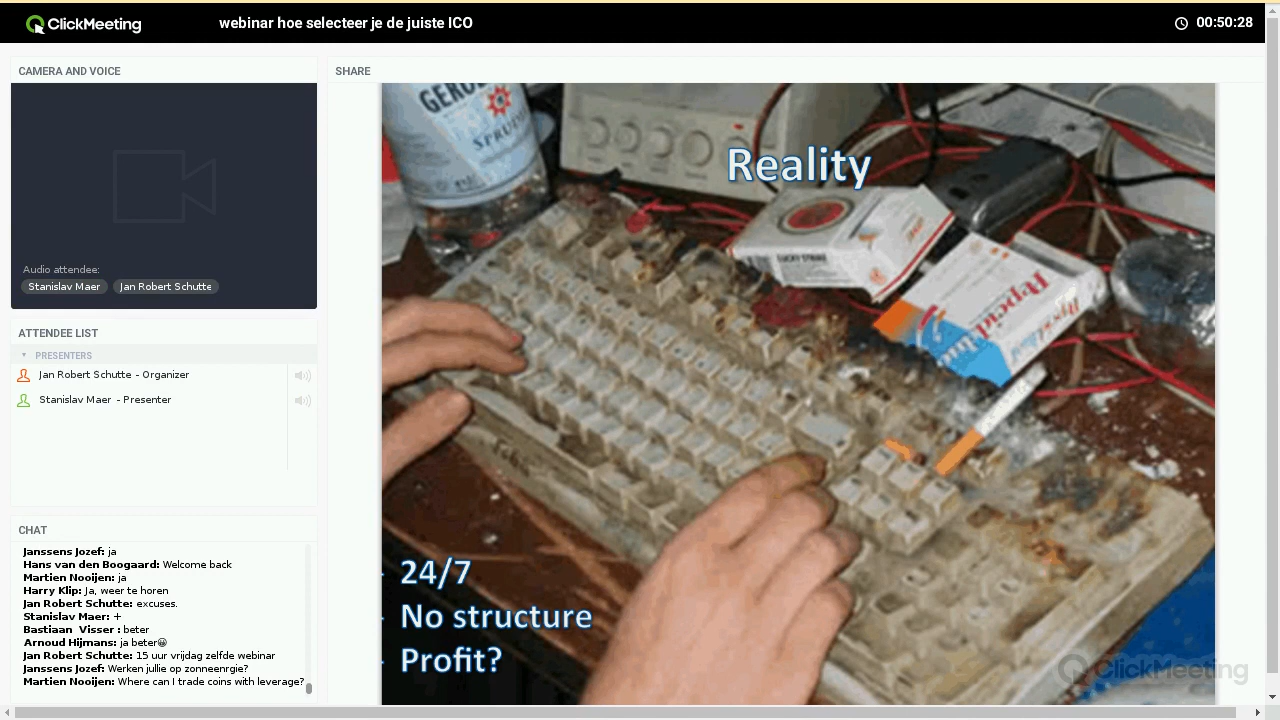 ClickMeeting
webinar hoe selecteer je de juiste ICO
00:50:28
CAMERA AND VOICE
Audio attendee:
Stanislav Maer Jan Robert Schutte
ATTENDEE LIST
PRESENTERS
Jan Robert Schutte - Organizer
Stanislav Maer - Presenter
CHAT
Janssens Jozef: ja
Hans van den Boogaard: Welcome back
Martien Nooijen: ja
Harry Klip: Ja, weer te horen
Jan Robert Schutte: excuses.
Stanislav Maer: +
Bastiaan Visser : beter
Arnoud Hijmans: ja beter😀
Jan Robert Schutte: 15 uur vrijdag zelfde webinar
Janssens Jozef: Werken jullie op zonneenrgie?
Martien Nooijen: Where can I trade coins with leverage?
SHARE
Reality
LUCKY STRIKE
Pepcid
24/7
No structure
Profit?
ClickMeeting